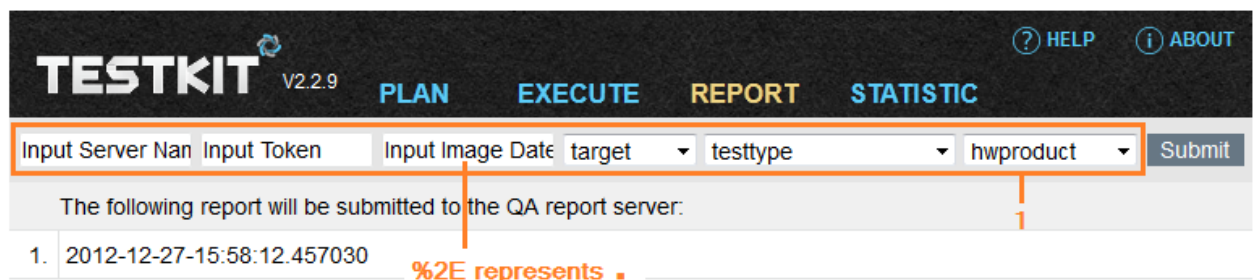 ? HELP i ABOUT
TESTKIT V2.2.9 PLAN EXECUTE REPORT STATISTIC
Input Server Nan Input Token Input Image Date target testtype hwproduct Submit
The following report will be submitted to the QA report server:
1
1. 2012-12-27-15:58:12.457030
%2E represents .